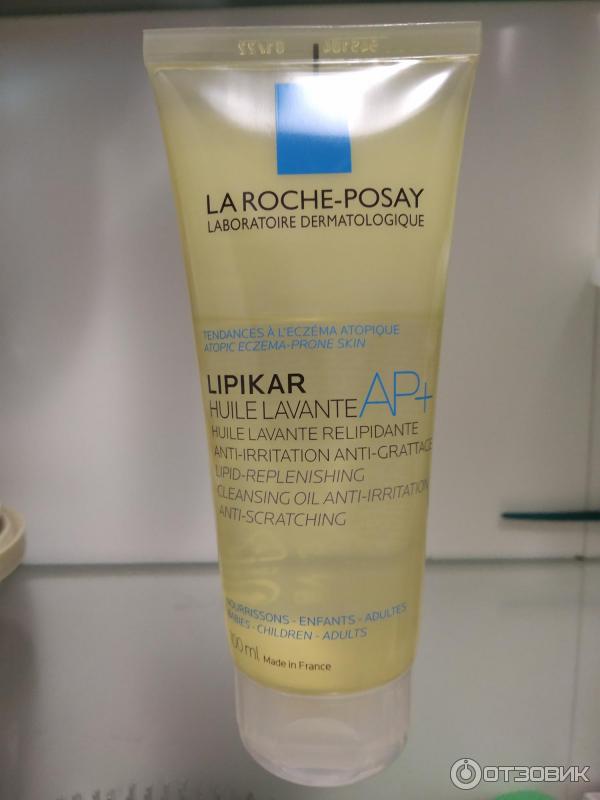 LA ROCHE-POSAY
LABORATOIRE DERMATOLOGIQUE
TENDANCES À L'ECZÉMA ATOPIQUE
ATOPIC ECZEMA-PRONE SKIN
LIPIKAR
HUILE LAVANTE AP+
HUILE LAVANTE RELIPIDANTE
ANTI-IRRITATION ANTI-GRATTAGE
LIPID-REPLENISHING
CLEANSING OIL ANTI-IRRITATION
ANTI-SCRATCHING
NOURRISSONS - ENFANTS - ADULTES
BABIES - CHILDREN - ADULTS
100 ml Made in France
ОТЗОВИК